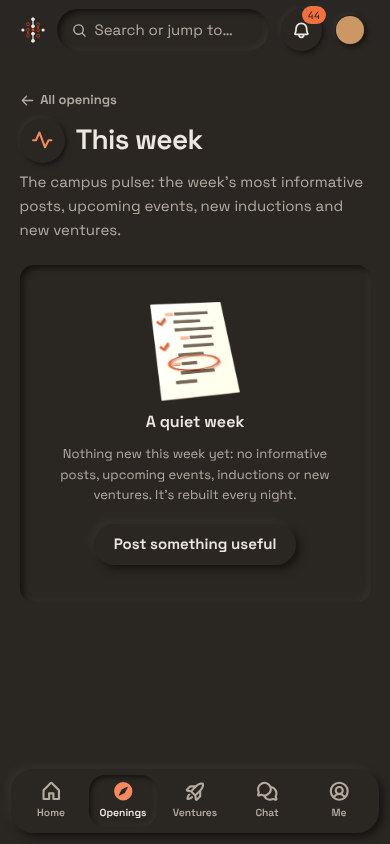 Search or jump to...
44
All openings
This week
The campus pulse: the week's most informative
posts, upcoming events, new inductions and
new ventures.
A quiet week
Nothing new this week yet: no informative
posts, upcoming events, inductions or new
ventures. It's rebuilt every night.
Post something useful
Home
Openings
Ventures
Chat
Me